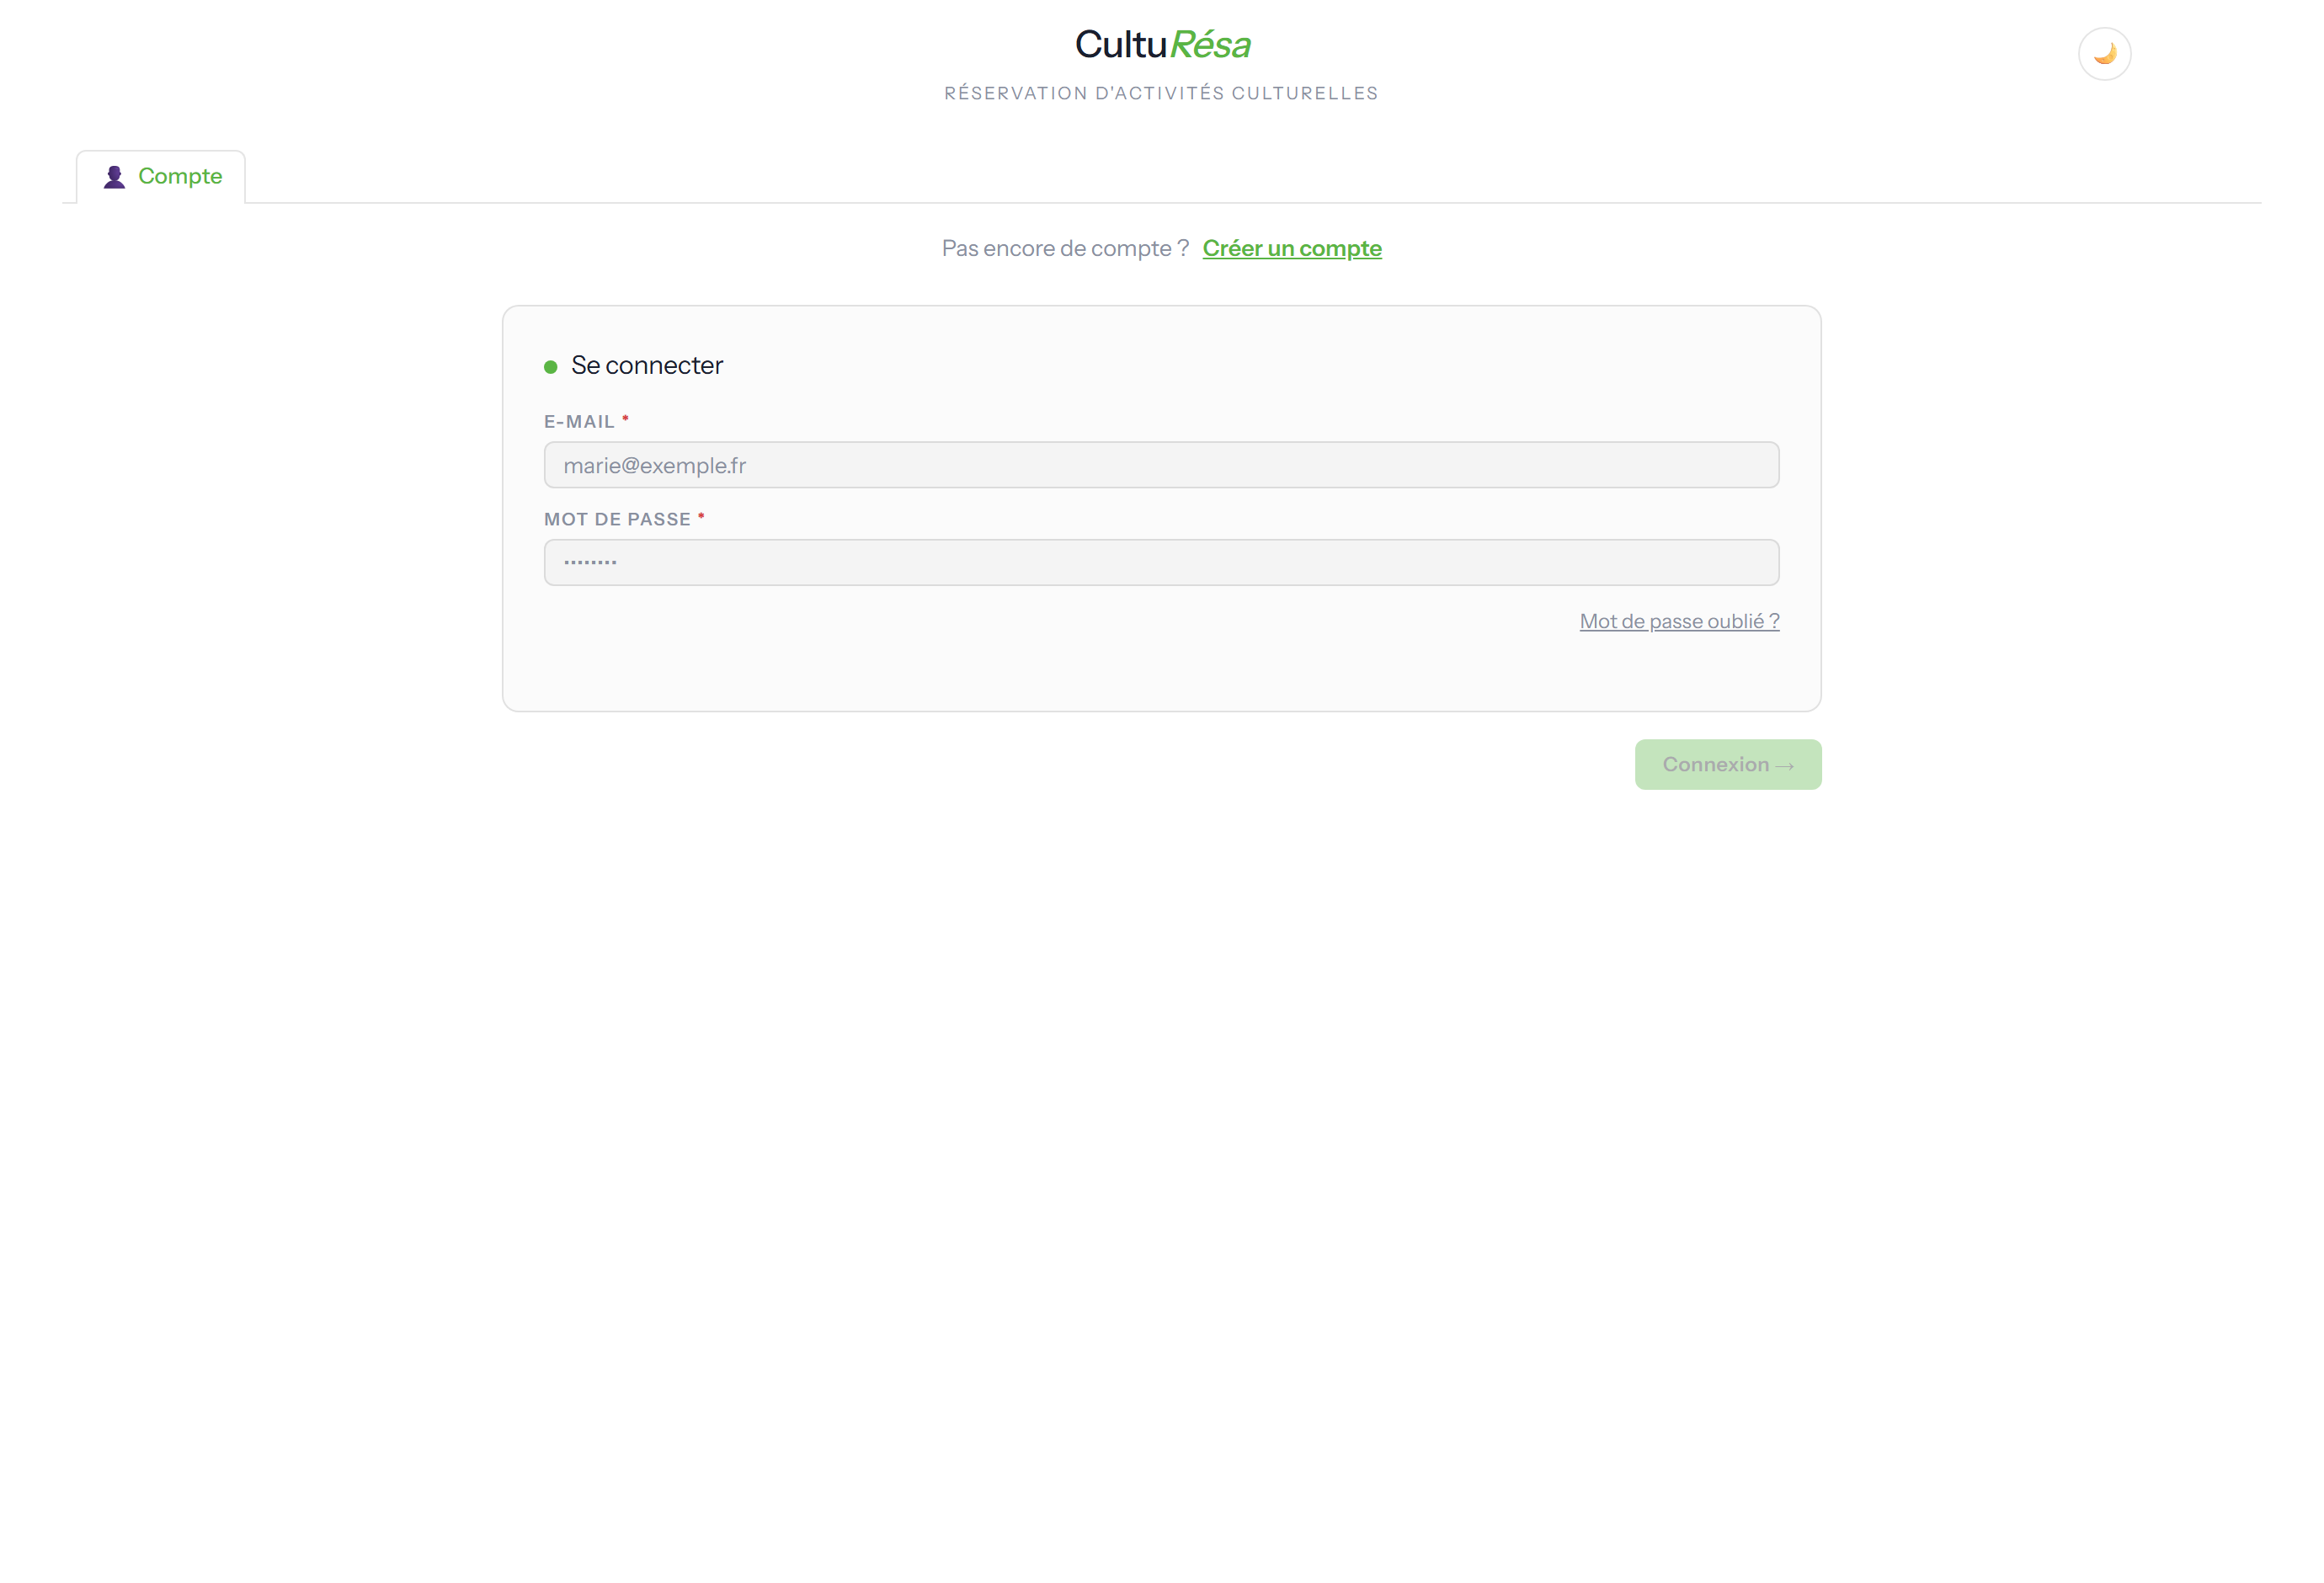 CultuRésa
RÉSERVATION D'ACTIVITÉS CULTURELLES
Compte
Pas encore de compte ? Créer un compte
Se connecter
E-MAIL *
marie@exemple.fr
MOT DE PASSE *
••••••••
Mot de passe oublié ?
Connexion →